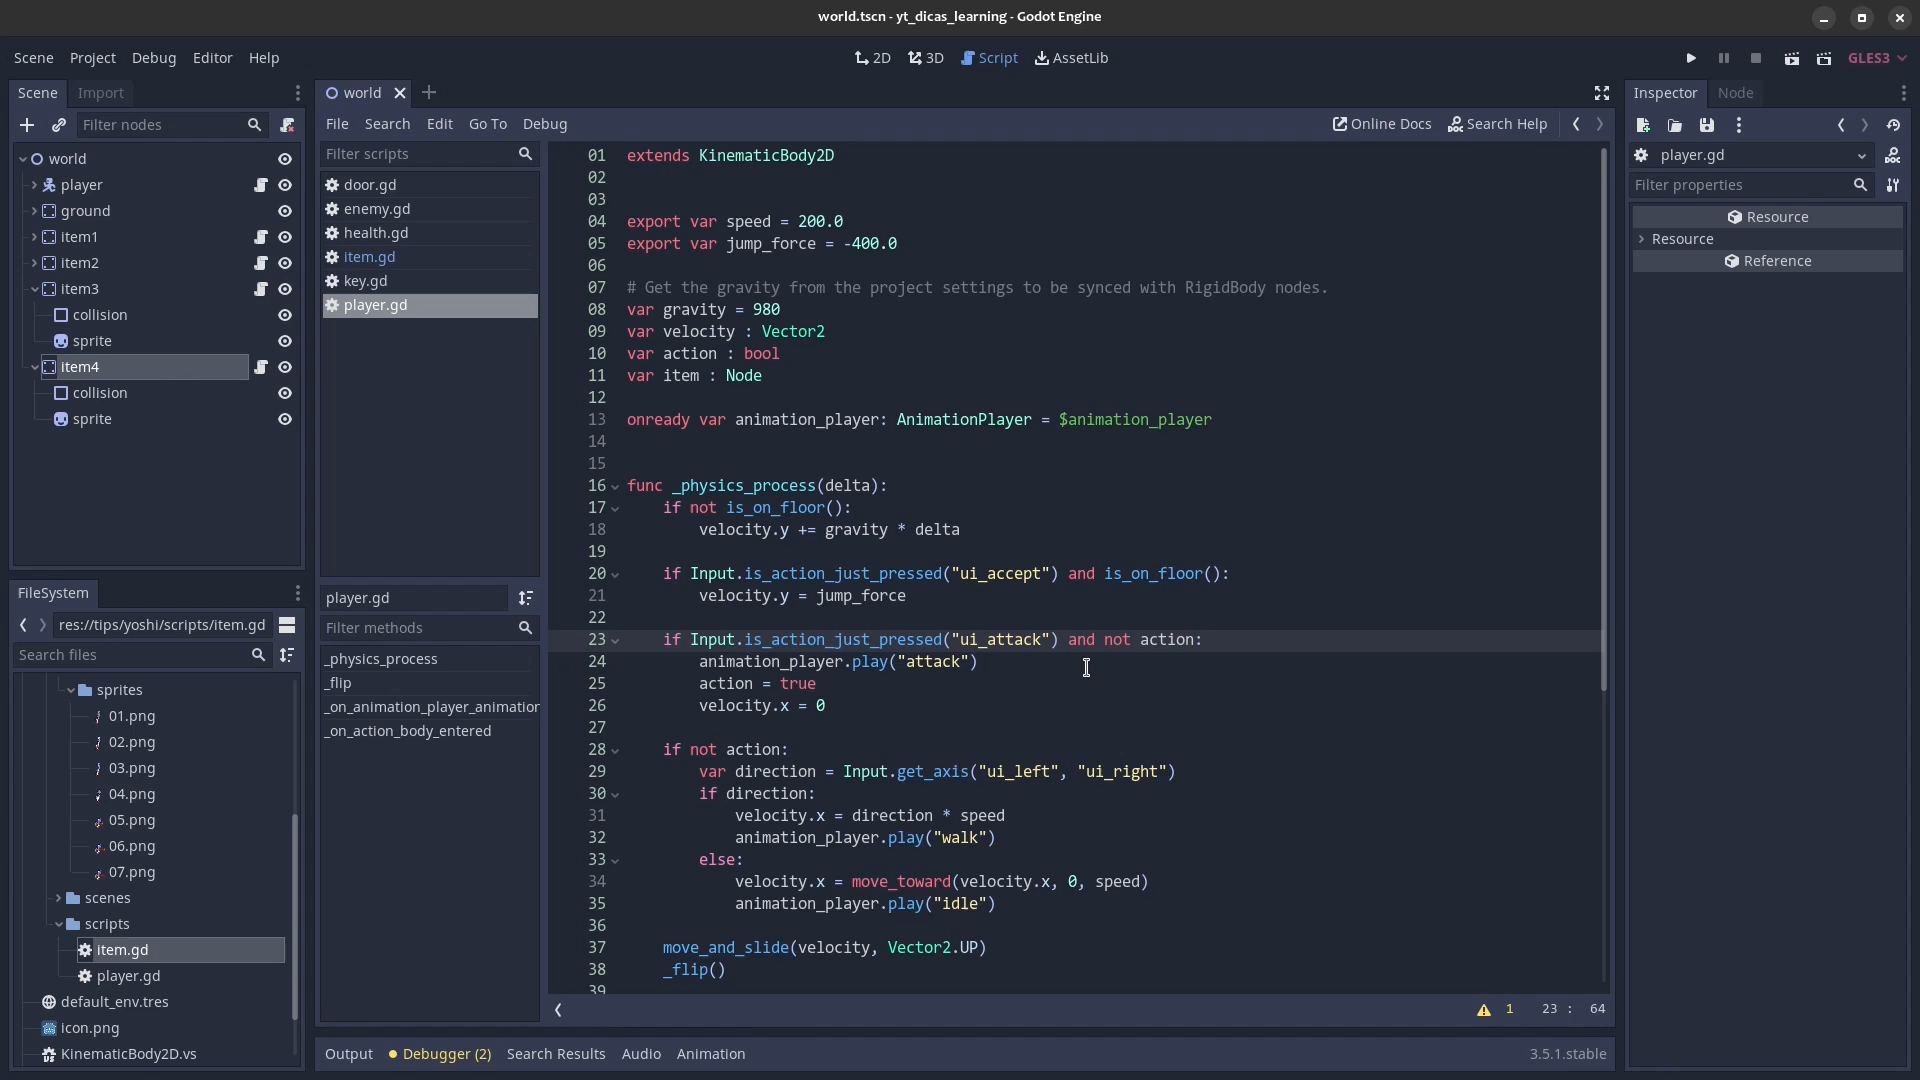 world.tscn - yt_dicas_learning - Godot Engine
Scene Project Debug Editor Help
2D 3D Script AssetLib
GLES3
Scene Import
Filter nodes
world
player
ground
item1
item2
item3
collision
sprite
item4
collision
sprite
FileSystem
res://tips/yoshi/scripts/item.gd
Search files
sprites
01.png
02.png
03.png
04.png
05.png
06.png
07.png
scenes
scripts
item.gd
player.gd
default_env.tres
icon.png
KinematicBody2D.vs
world
File Search Edit Go To Debug
Online Docs Search Help
Filter scripts
door.gd
enemy.gd
health.gd
item.gd
key.gd
player.gd
player.gd
Filter methods
_physics_process
_flip
_on_animation_player_animation
_on_action_body_entered
01 extends KinematicBody2D
02
03
04 export var speed = 200.0
05 export var jump_force = -400.0
06
07 # Get the gravity from the project settings to be synced with RigidBody nodes.
08 var gravity = 980
09 var velocity : Vector2
10 var action : bool
11 var item : Node
12
13 onready var animation_player: AnimationPlayer = $animation_player
14
15
16 func _physics_process(delta):
17 if not is_on_floor():
18 velocity.y += gravity * delta
19
20 if Input.is_action_just_pressed("ui_accept") and is_on_floor():
21 velocity.y = jump_force
22
23 if Input.is_action_just_pressed("ui_attack") and not action:
24 animation_player.play("attack")
25 action = true
26 velocity.x = 0
27
28 if not action:
29 var direction = Input.get_axis("ui_left", "ui_right")
30 if direction:
31 velocity.x = direction * speed
32 animation_player.play("walk")
33 else:
34 velocity.x = move_toward(velocity.x, 0, speed)
35 animation_player.play("idle")
36
37 move_and_slide(velocity, Vector2.UP)
38 _flip()
39
1 23 : 64
Output Debugger (2) Search Results Audio Animation
3.5.1.stable
Inspector Node
player.gd
Filter properties
Resource
Resource
Reference